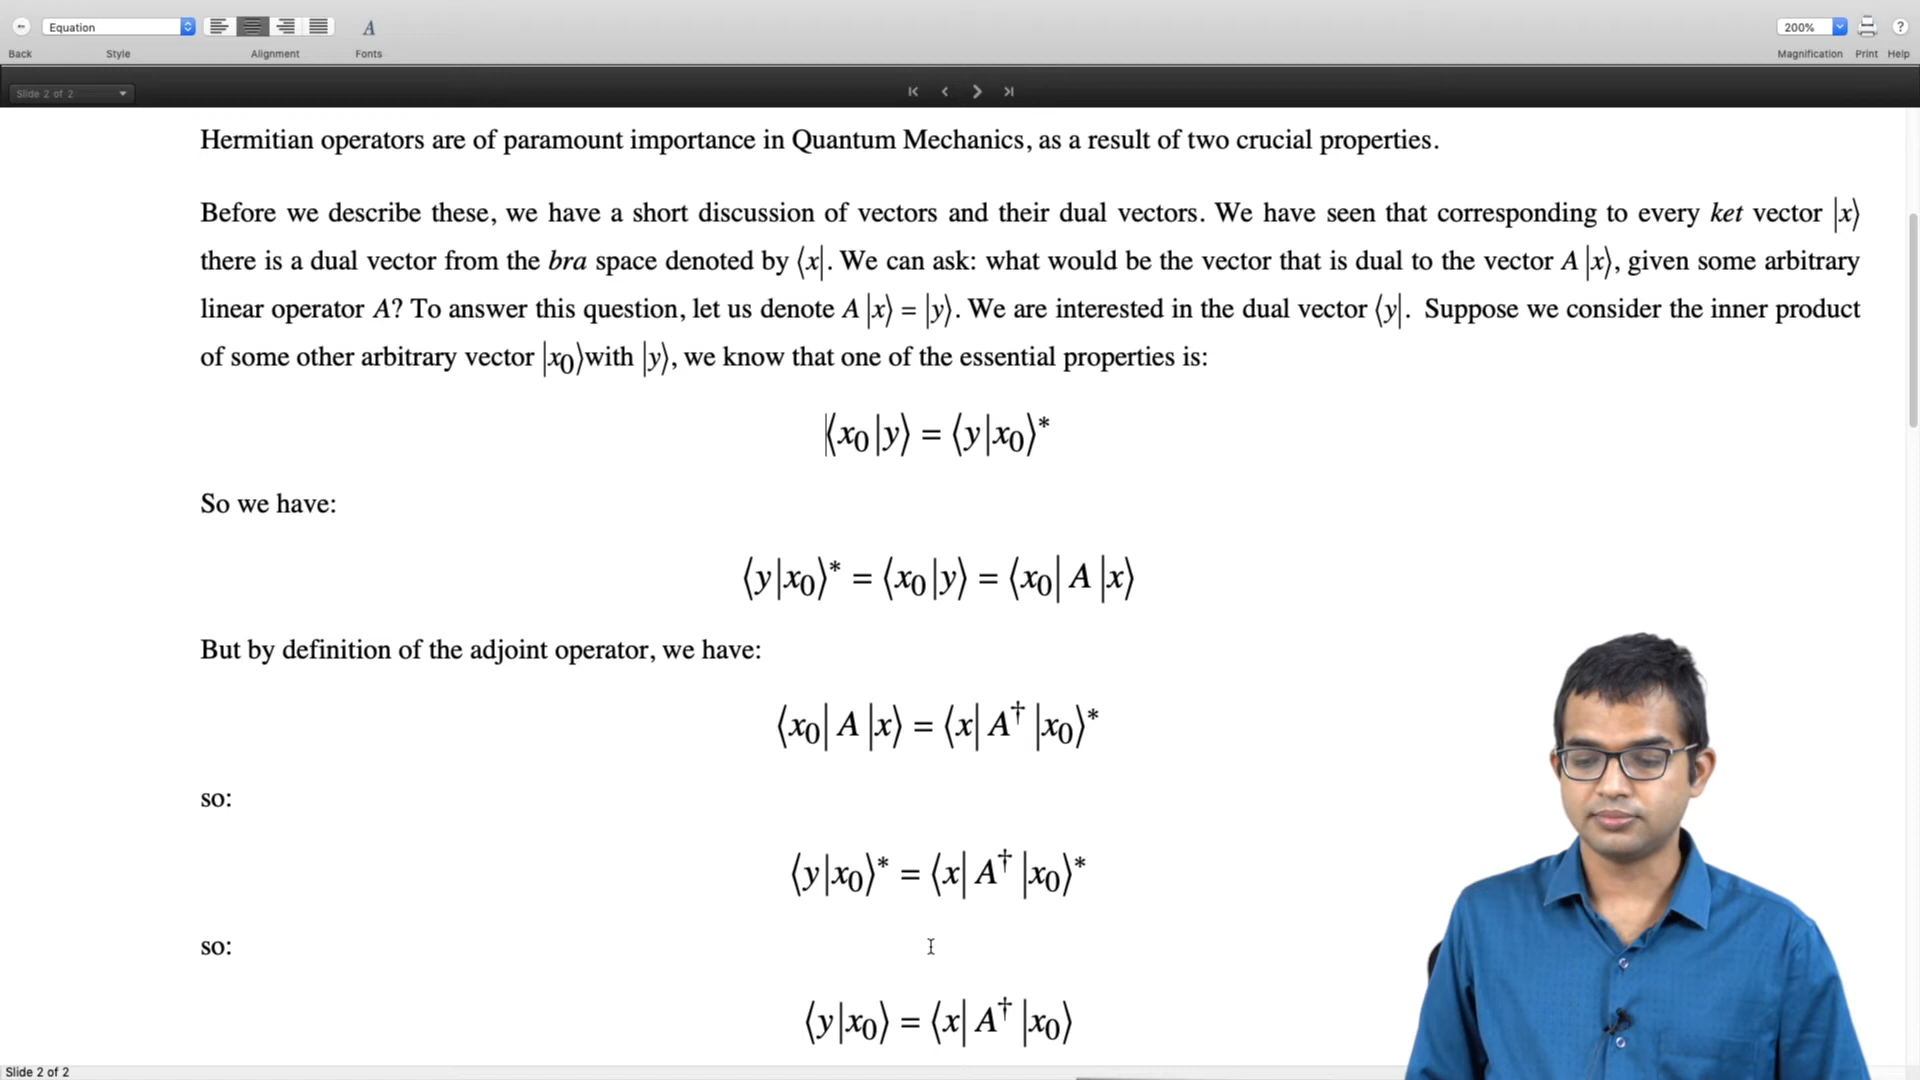 Equation
200%
Back Style Alignment Fonts Magnification Print Help
Slide 2 of 2
Hermitian operators are of paramount importance in Quantum Mechanics, as a result of two crucial properties.
Before we describe these, we have a short discussion of vectors and their dual vectors. We have seen that corresponding to every ket vector |x⟩
there is a dual vector from the bra space denoted by ⟨x|. We can ask: what would be the vector that is dual to the vector A |x⟩, given some arbitrary
linear operator A? To answer this question, let us denote A |x⟩ = |y⟩. We are interested in the dual vector ⟨y|. Suppose we consider the inner product
of some other arbitrary vector |x₀⟩with |y⟩, we know that one of the essential properties is:
⟨x₀|y⟩ = ⟨y|x₀⟩*
So we have:
⟨y|x₀⟩* = ⟨x₀|y⟩ = ⟨x₀| A |x⟩
But by definition of the adjoint operator, we have:
⟨x₀| A |x⟩ = ⟨x| A† |x₀⟩*
so:
⟨y|x₀⟩* = ⟨x| A† |x₀⟩*
so:
⟨y|x₀⟩ = ⟨x| A† |x₀⟩
Slide 2 of 2